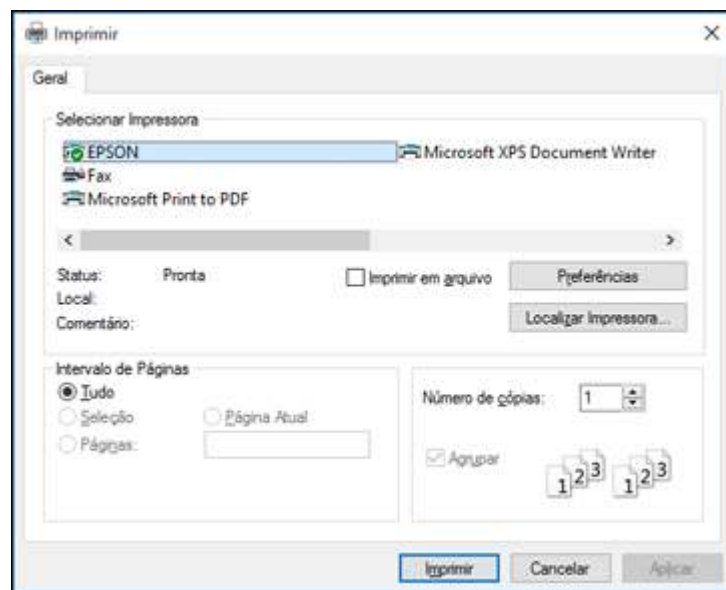 Imprimir
Geral
Selecionar Impressora
EPSON
Microsoft XPS Document Writer
Fax
Microsoft Print to PDF
Status: Pronta
Imprimir em arquivo
Preferências
Local:
Localizar Impressora...
Comentário:
Intervalo de Páginas
Tudo
Seleção
Página Atual
Páginas:
Número de cópias: 1
Agrupar
1 2 3 1 2 3
Imprimir Cancelar Aplicar